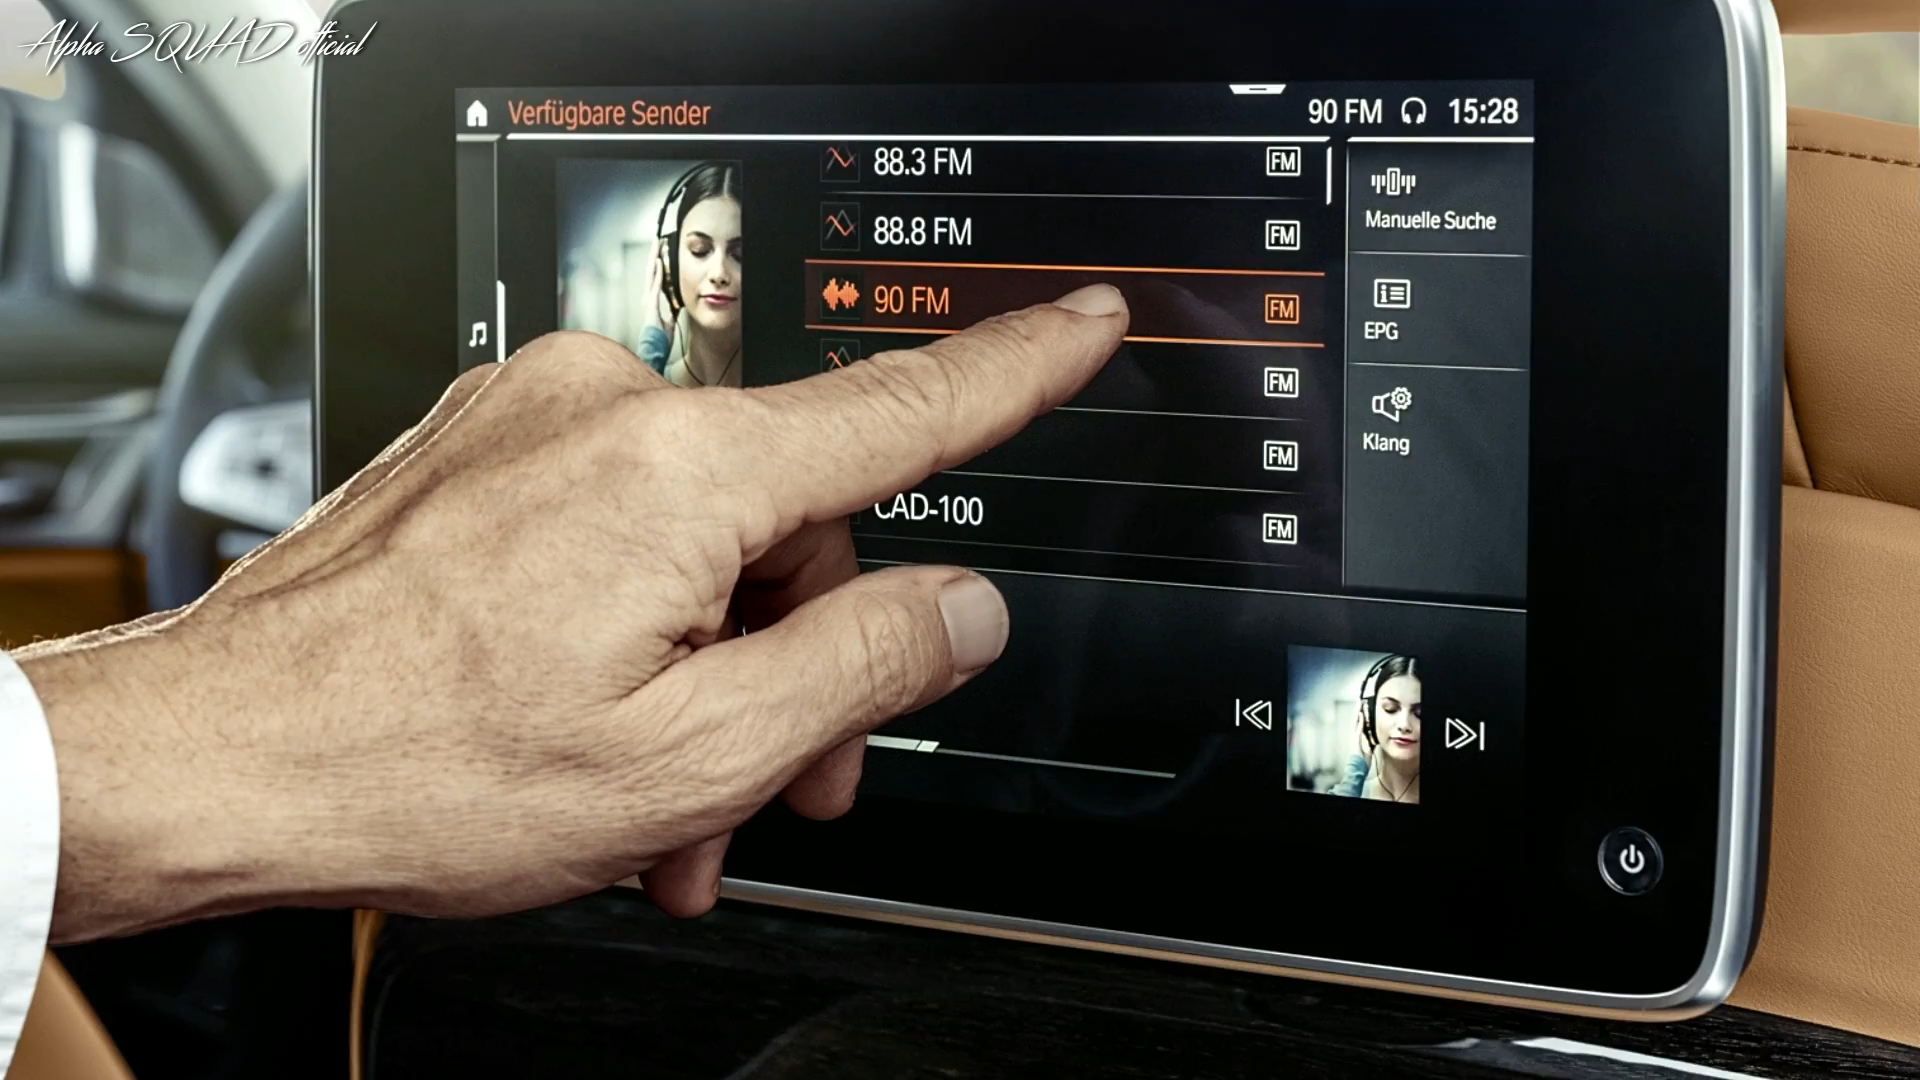 Alpha SQUAD official
Verfügbare Sender
90 FM 15:28
88.3 FM FM
88.8 FM FM
90 FM FM
FM
FM
CAD-100 FM
Manuelle Suche
EPG
Klang